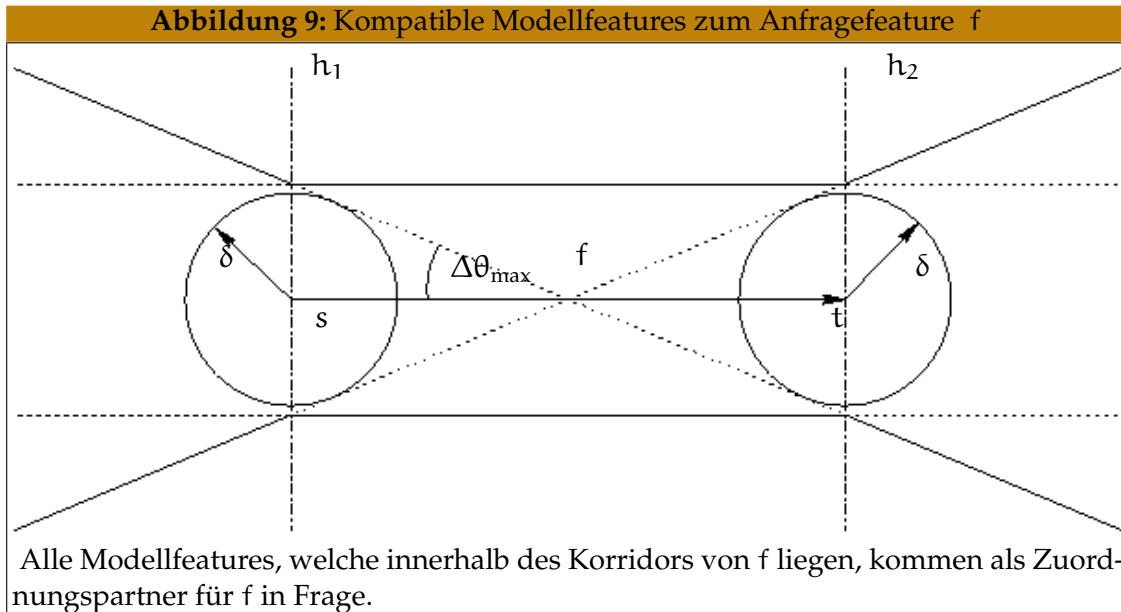 Abbildung 9: Kompatible Modellfeatures zum Anfragefeature f
h₁ h₂
δ Δθmax f δ
s t
Alle Modellfeatures, welche innerhalb des Korridors von f liegen, kommen als Zuord-
nungspartner für f in Frage.